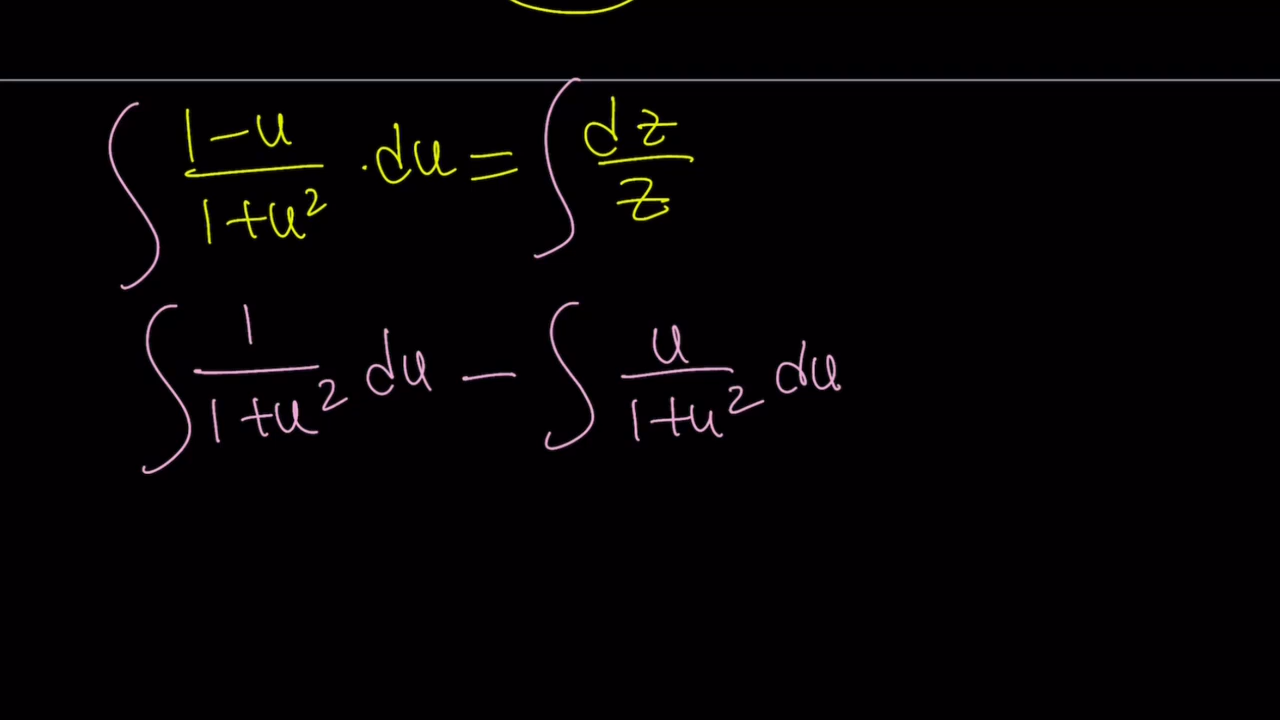 ∫ (1-u)/(1+u²) · du = ∫ dz/z
∫ 1/(1+u²) du - ∫ u/(1+u²) du